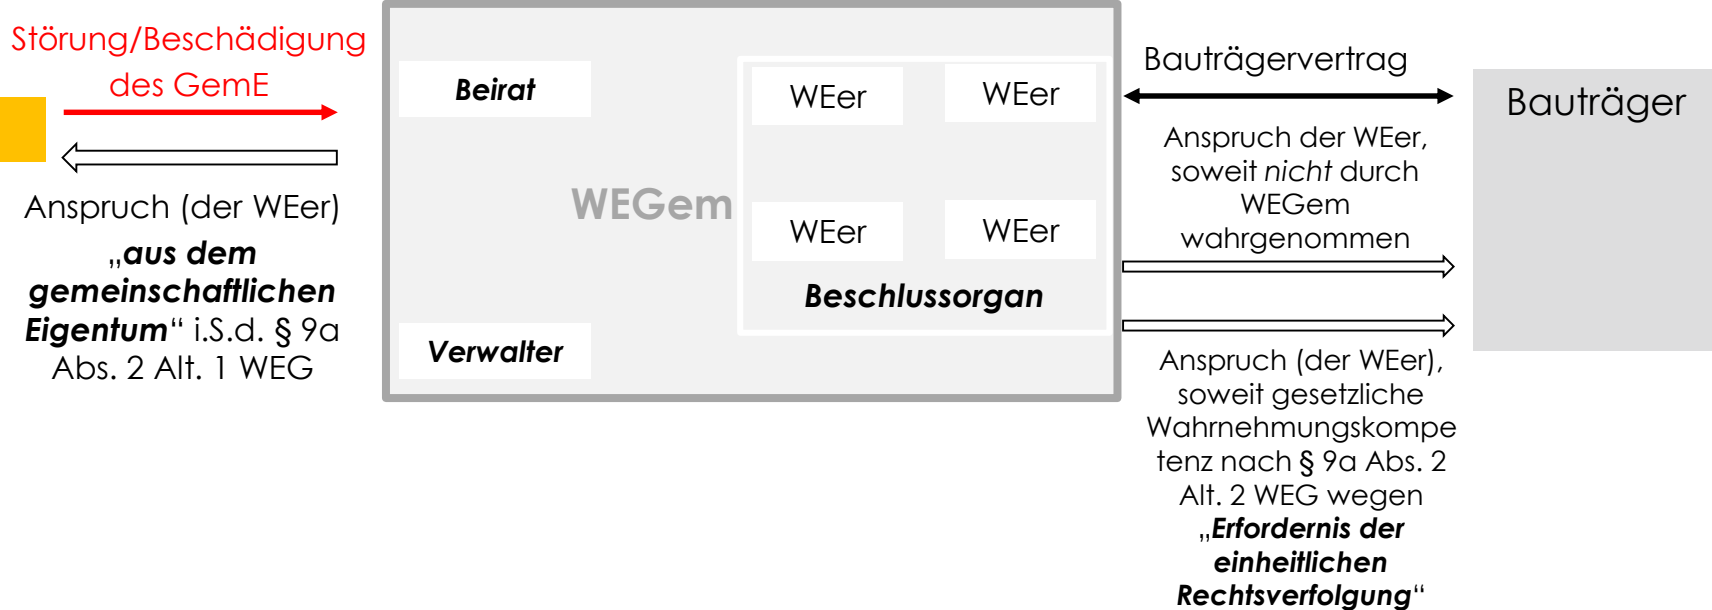 Störung/Beschädigung
des GemE
Anspruch (der WEer)
„aus dem
gemeinschaftlichen
Eigentum“ i.S.d. § 9a
Abs. 2 Alt. 1 WEG
Beirat
WEGem
Verwalter
WEer
WEer
WEer
WEer
Beschlussorgan
Bauträgervertrag
Anspruch der WEer,
soweit nicht durch
WEGem
wahrgenommen
Anspruch (der WEer),
soweit gesetzliche
Wahrnehmungskompe
tenz nach § 9a Abs. 2
Alt. 2 WEG wegen
„Erfordernis der
einheitlichen
Rechtsverfolgung“
Bauträger